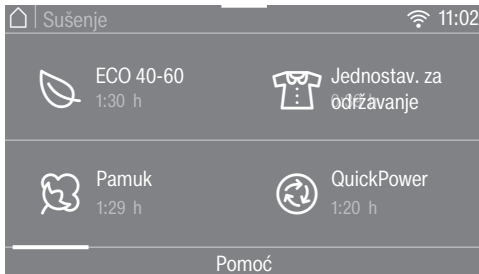 Sušenje 11:02
ECO 40-60
1:30 h
Jednostav. za
održavanje
Pamuk
1:29 h
QuickPower
1:20 h
Pomoć